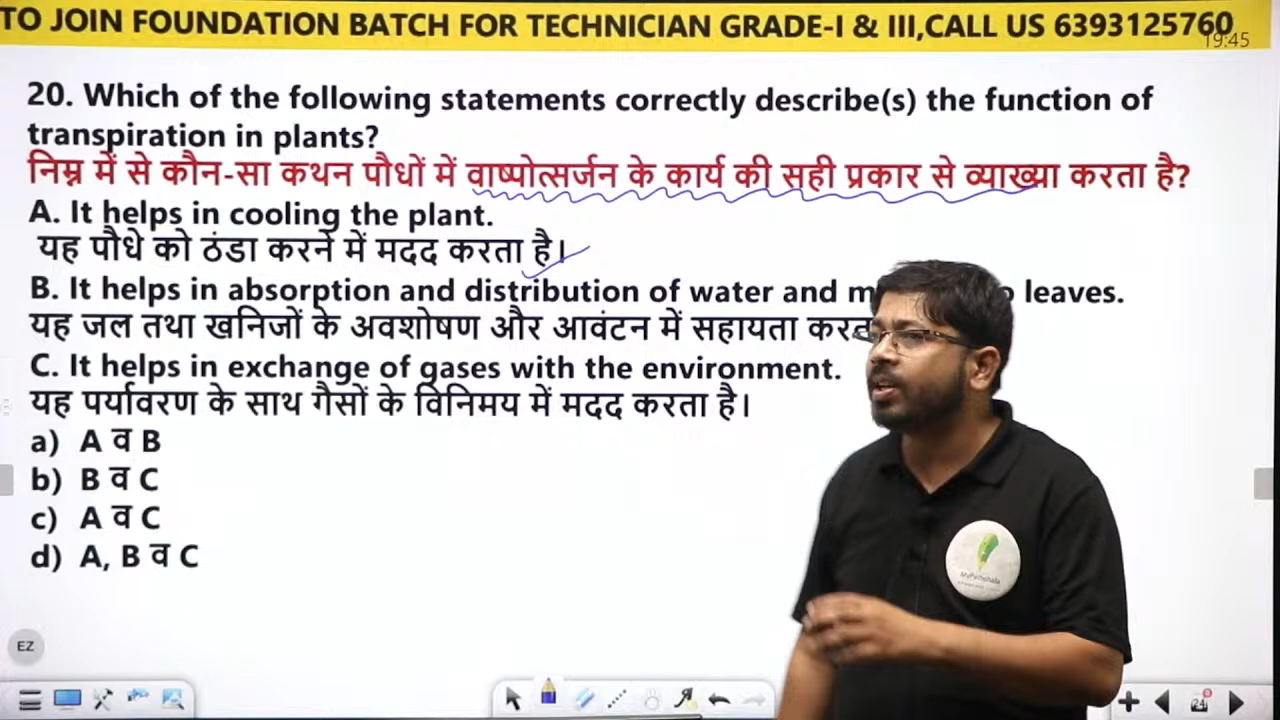 TO JOIN FOUNDATION BATCH FOR TECHNICIAN GRADE-I & III,CALL US 6393125760
19:45
20. Which of the following statements correctly describe(s) the function of
transpiration in plants?
निम्न में से कौन-सा कथन पौधों में वाष्पोत्सर्जन के कार्य की सही प्रकार से व्याख्या करता है?
A. It helps in cooling the plant.
यह पौधे को ठंडा करने में मदद करता है।
B. It helps in absorption and distribution of water and leaves.
यह जल तथा खनिजों के अवशोषण और आवंटन में सहायता
C. It helps in exchange of gases with the environment.
यह पर्यावरण के साथ गैसों के विनिमय में मदद करता है।
a) A व B
b) B व C
c) A व C
d) A, B व C
MyPathshala
EZ
24